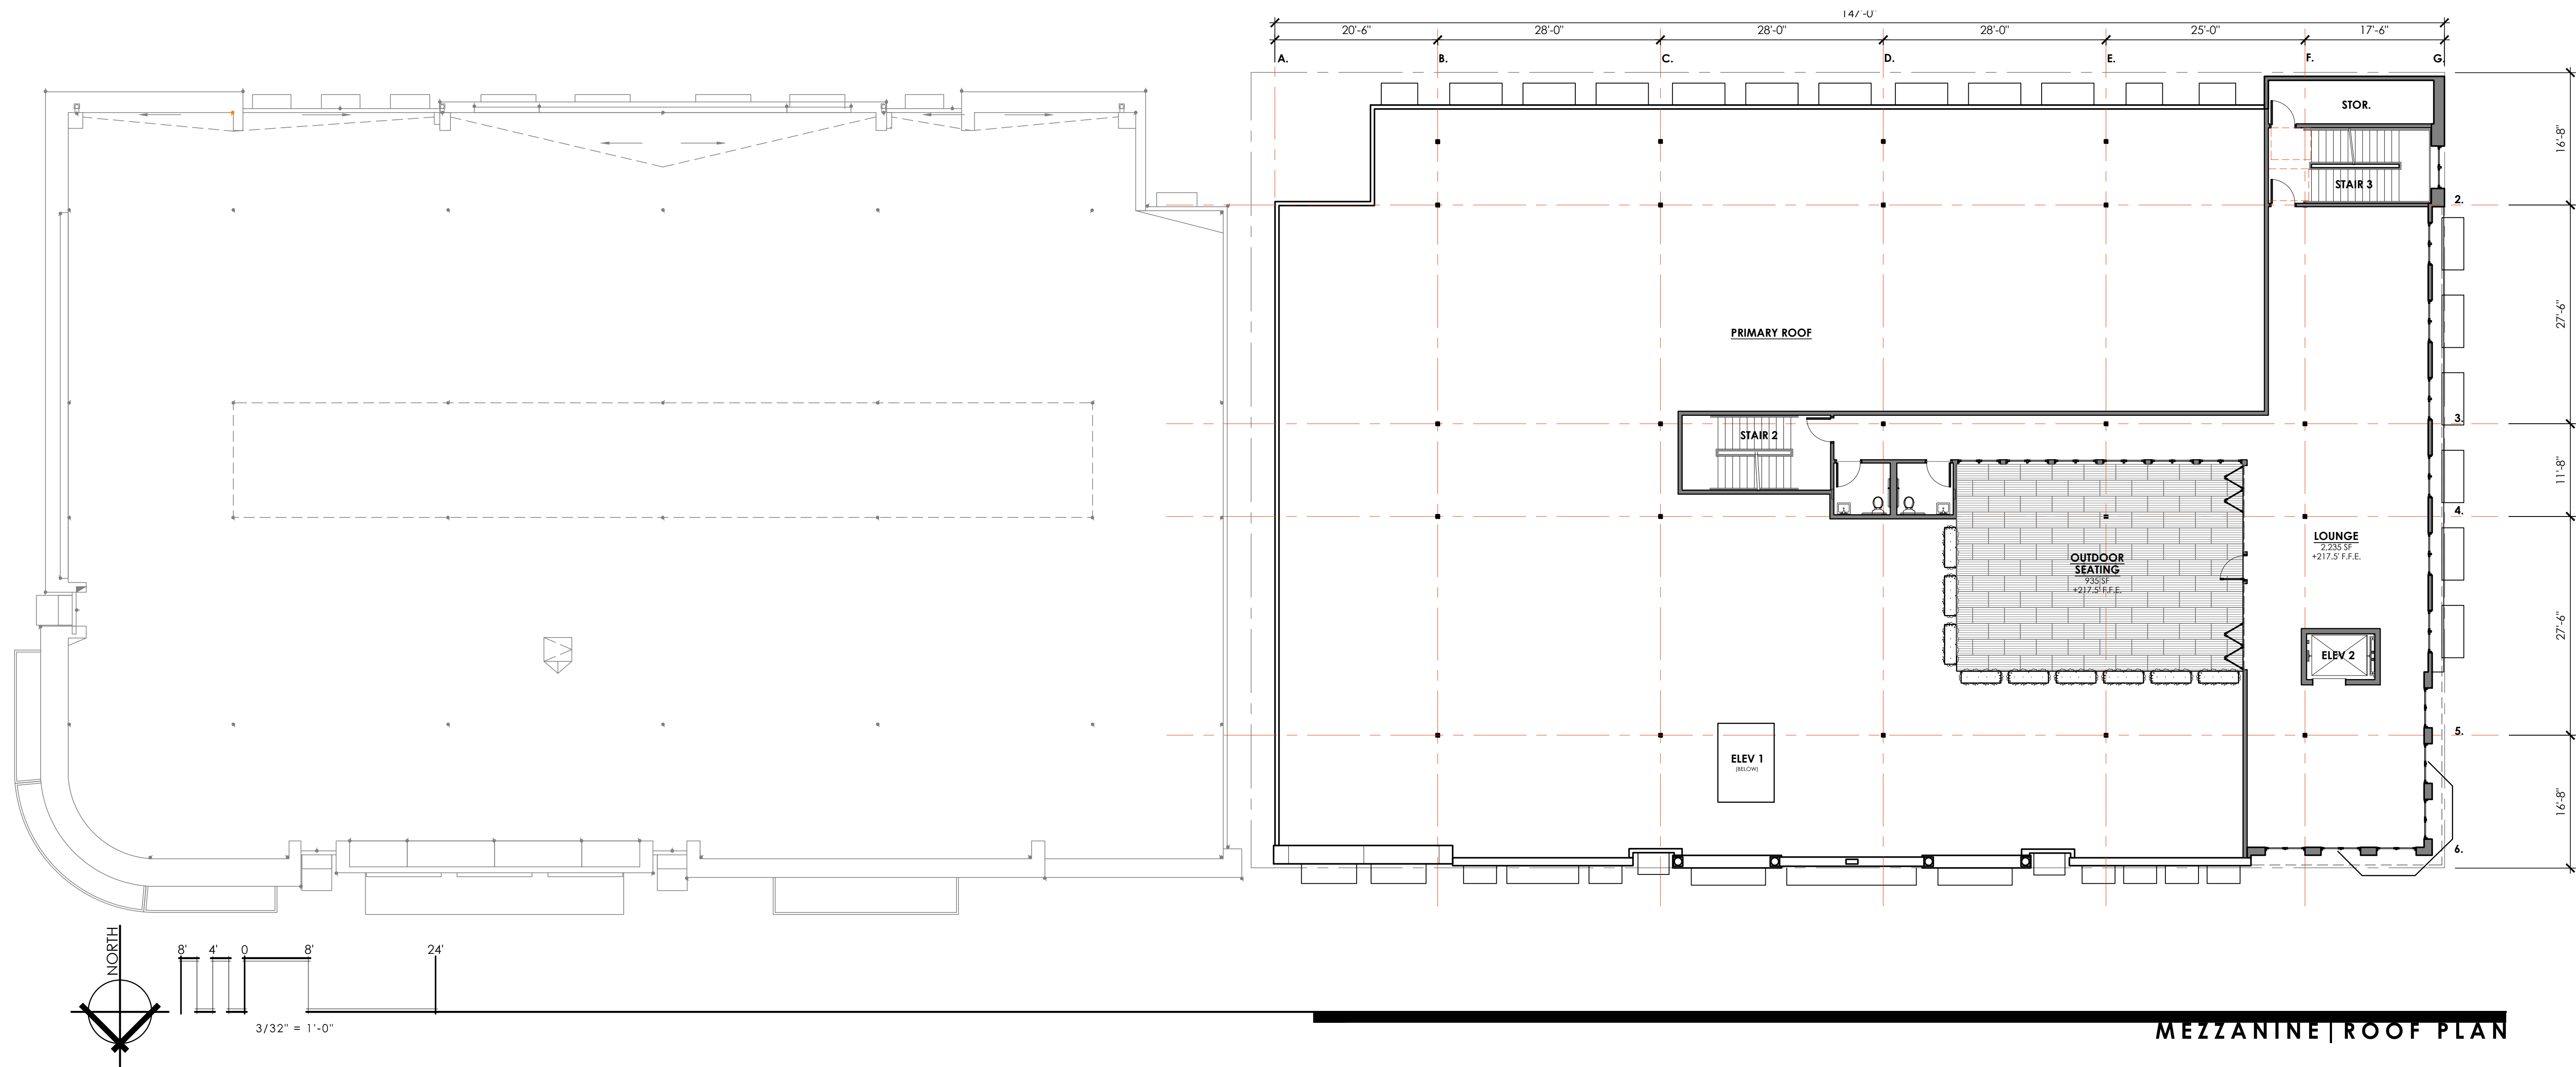 147'-0"
20'-6" 28'-0" 28'-0" 28'-0" 25'-0" 17'-6"
A. B. C. D. E. F. G.
STOR.
16'-8"
STAIR 3
2.
27'-6"
PRIMARY ROOF
3.
STAIR 2
11'-8"
4.
LOUNGE
2,235 SF
+217.5' F.F.E.
OUTDOOR
SEATING
935 SF
+217.5' F.F.E.
27'-6"
ELEV 2
5.
ELEV 1
(BELOW)
16'-8"
6.
NORTH
8' 4' 0 8' 24'
3/32" = 1'-0"
MEZZANINE|ROOF PLAN